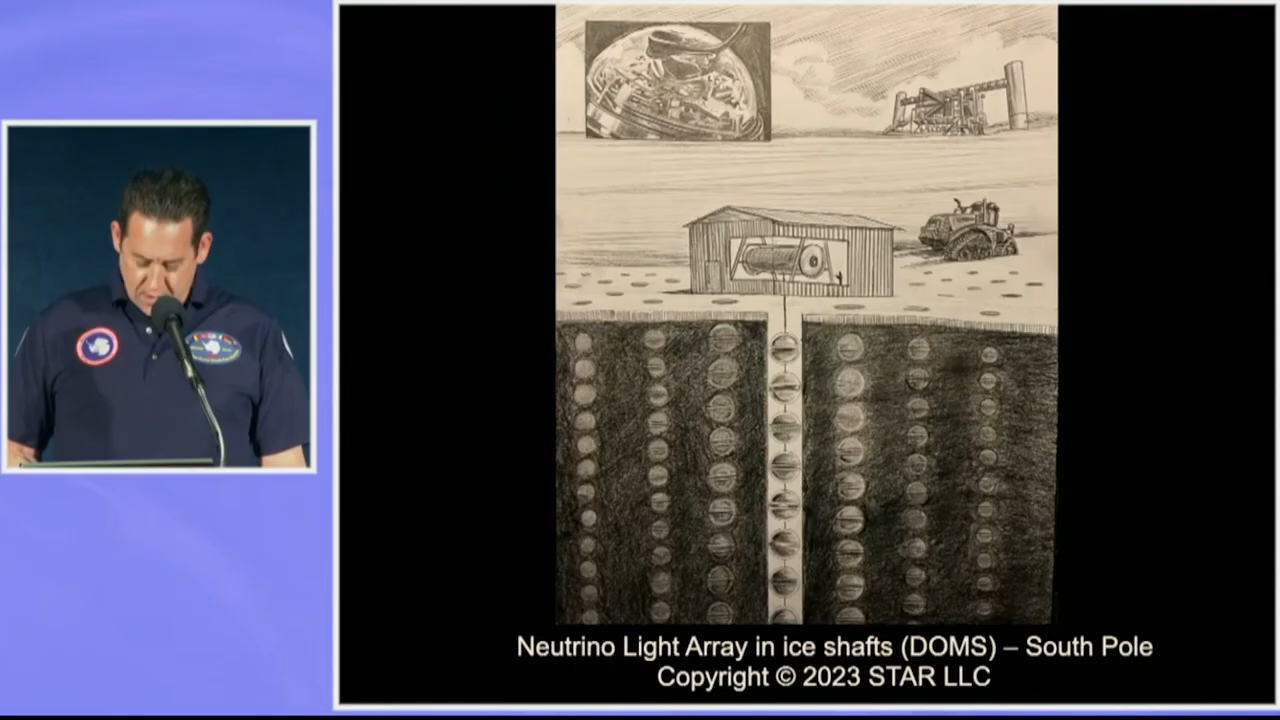 Neutrino Light Array in ice shafts (DOMS) – South Pole
Copyright © 2023 STAR LLC